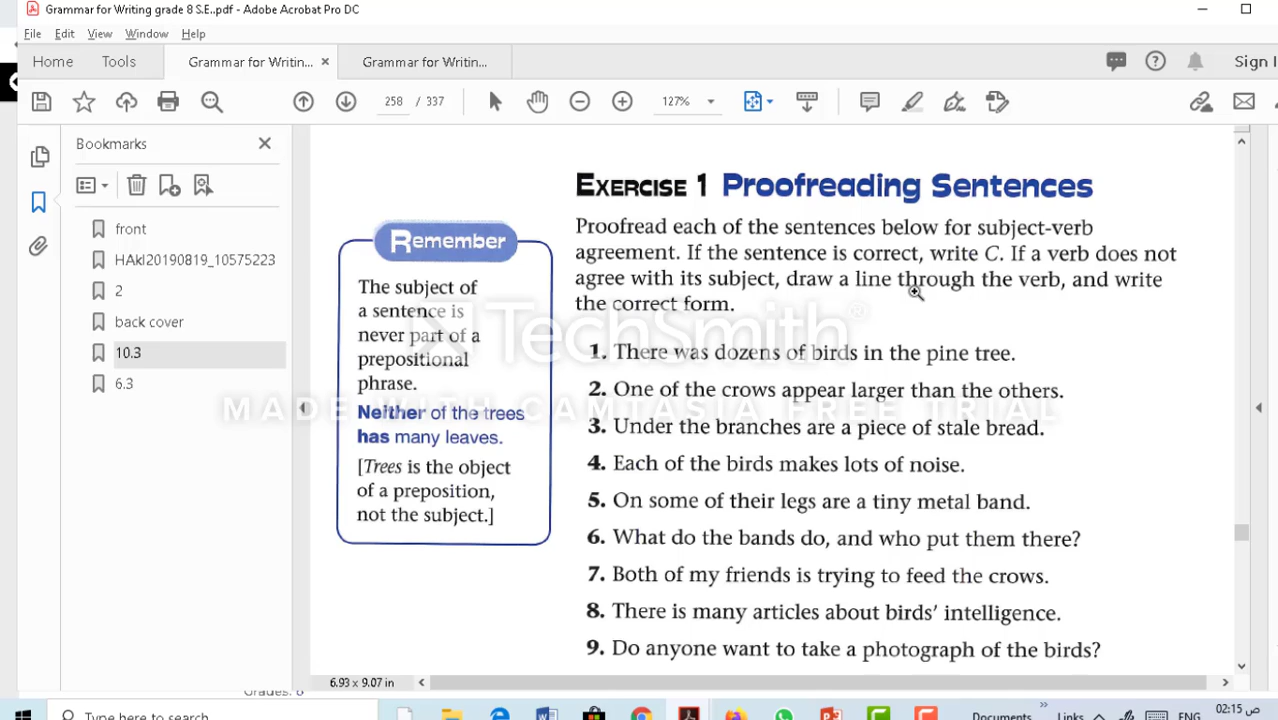 Grammar for Writing grade 8 S.E..pdf - Adobe Acrobat Pro DC
File Edit View Window Help
Home Tools Grammar for Writin... × Grammar for Writin... Sign I
258 / 337 127%
Bookmarks
front
HAkl20190819_10575223
2
back cover
10.3
6.3
EXERCISE 1 Proofreading Sentences
Proofread each of the sentences below for subject-verb
agreement. If the sentence is correct, write C. If a verb does not
agree with its subject, draw a line through the verb, and write
the correct form.
Remember
The subject of
a sentence is
never part of a
prepositional
phrase.
Neither of the trees
has many leaves.
[Trees is the object
of a preposition,
not the subject.]
1. There was dozens of birds in the pine tree.
2. One of the crows appear larger than the others.
3. Under the branches are a piece of stale bread.
4. Each of the birds makes lots of noise.
5. On some of their legs are a tiny metal band.
6. What do the bands do, and who put them there?
7. Both of my friends is trying to feed the crows.
8. There is many articles about birds' intelligence.
9. Do anyone want to take a photograph of the birds?
TechSmith®
MADE WITH CAMTASIA FREE TRIAL
6.93 x 9.07 in
Grades: 8
Type here to search
Documents Links ENG 02:15 ص